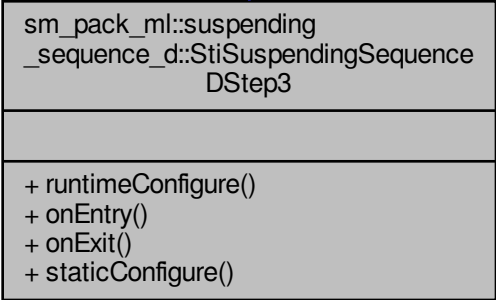 sm_pack_ml::suspending
_sequence_d::StiSuspendingSequence
DStep3
+ runtimeConfigure()
+ onEntry()
+ onExit()
+ staticConfigure()